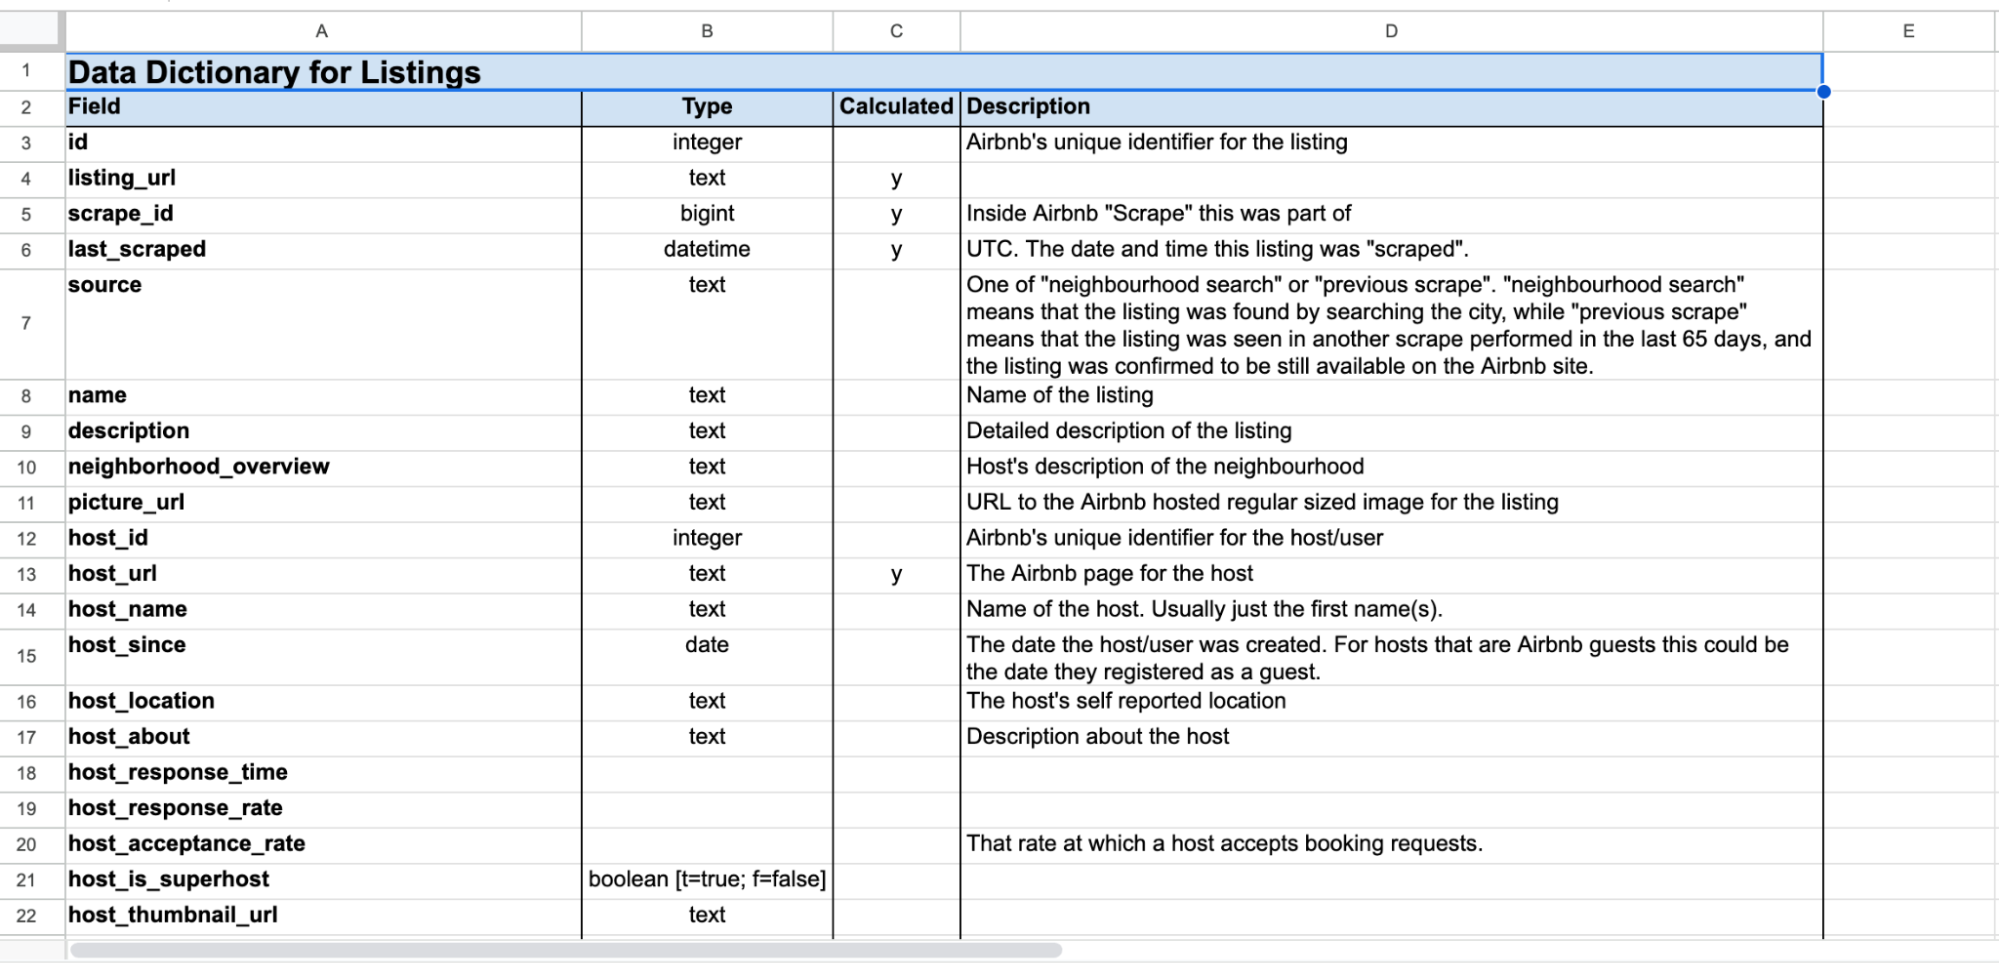 A B C D E
1 Data Dictionary for Listings
2 Field Type Calculated Description
3 id integer Airbnb's unique identifier for the listing
4 listing_url text y
5 scrape_id bigint y Inside Airbnb "Scrape" this was part of
6 last_scraped datetime y UTC. The date and time this listing was "scraped".
7 source text One of "neighbourhood search" or "previous scrape". "neighbourhood search"
means that the listing was found by searching the city, while "previous scrape"
means that the listing was seen in another scrape performed in the last 65 days, and
the listing was confirmed to be still available on the Airbnb site.
8 name text Name of the listing
9 description text Detailed description of the listing
10 neighborhood_overview text Host's description of the neighbourhood
11 picture_url text URL to the Airbnb hosted regular sized image for the listing
12 host_id integer Airbnb's unique identifier for the host/user
13 host_url text y The Airbnb page for the host
14 host_name text Name of the host. Usually just the first name(s).
15 host_since date The date the host/user was created. For hosts that are Airbnb guests this could be
the date they registered as a guest.
16 host_location text The host's self reported location
17 host_about text Description about the host
18 host_response_time
19 host_response_rate
20 host_acceptance_rate That rate at which a host accepts booking requests.
21 host_is_superhost boolean [t=true; f=false]
22 host_thumbnail_url text